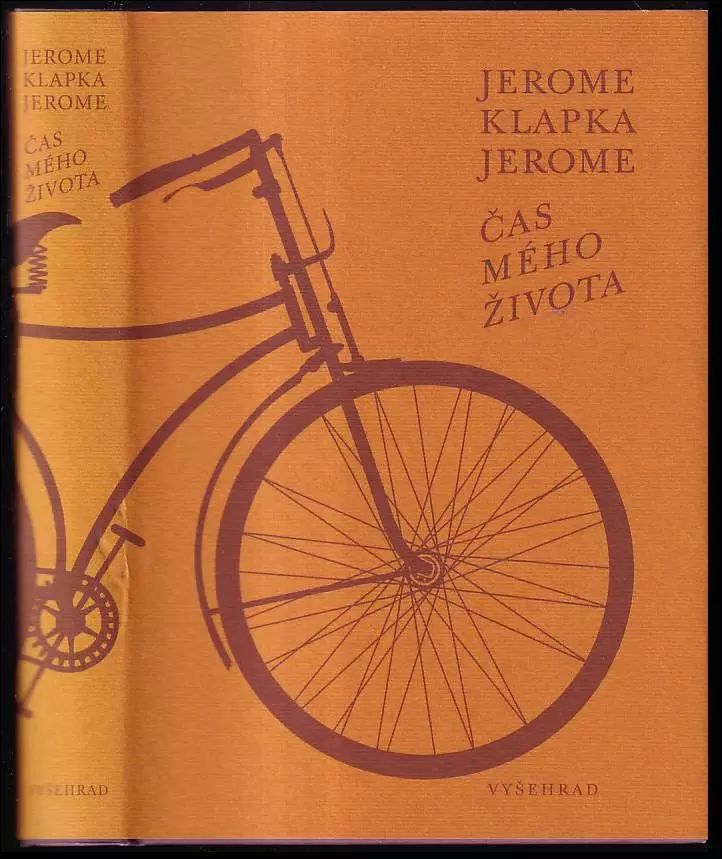 JEROME
KLAPKA
JEROME
ČAS
MÉHO
ŽIVOTA
VYŠEHRAD
JEROME
KLAPKA
JEROME
ČAS
MÉHO
ŽIVOTA
VYŠEHRAD